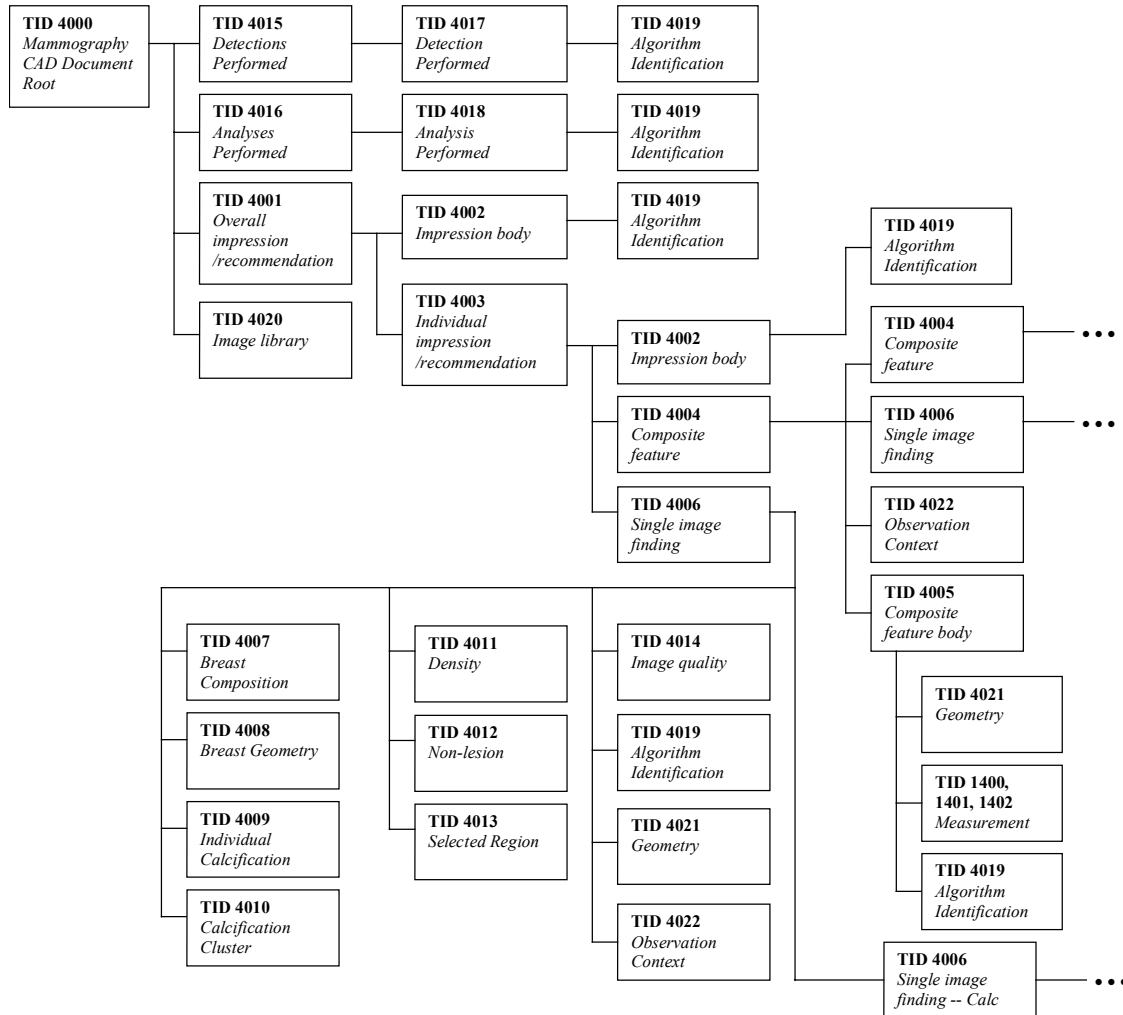 TID 4000
Mammography
CAD Document
Root
TID 4015
Detections
Performed
TID 4017
Detection
Performed
TID 4019
Algorithm
Identification
TID 4016
Analyses
Performed
TID 4018
Analysis
Performed
TID 4019
Algorithm
Identification
TID 4001
Overall
impression
/recommendation
TID 4002
Impression body
TID 4019
Algorithm
Identification
TID 4019
Algorithm
Identification
TID 4020
Image library
TID 4003
Individual
impression
/recommendation
TID 4002
Impression body
TID 4004
Composite
feature
•••
TID 4004
Composite
feature
TID 4006
Single image
finding
•••
TID 4006
Single image
finding
TID 4022
Observation
Context
TID 4005
Composite
feature body
TID 4007
Breast
Composition
TID 4011
Density
TID 4014
Image quality
TID 4021
Geometry
TID 4008
Breast Geometry
TID 4012
Non-lesion
TID 4019
Algorithm
Identification
TID 1400,
1401, 1402
Measurement
TID 4009
Individual
Calcification
TID 4013
Selected Region
TID 4021
Geometry
TID 4019
Algorithm
Identification
TID 4010
Calcification
Cluster
TID 4022
Observation
Context
TID 4006
Single image
finding -- Calc
•••